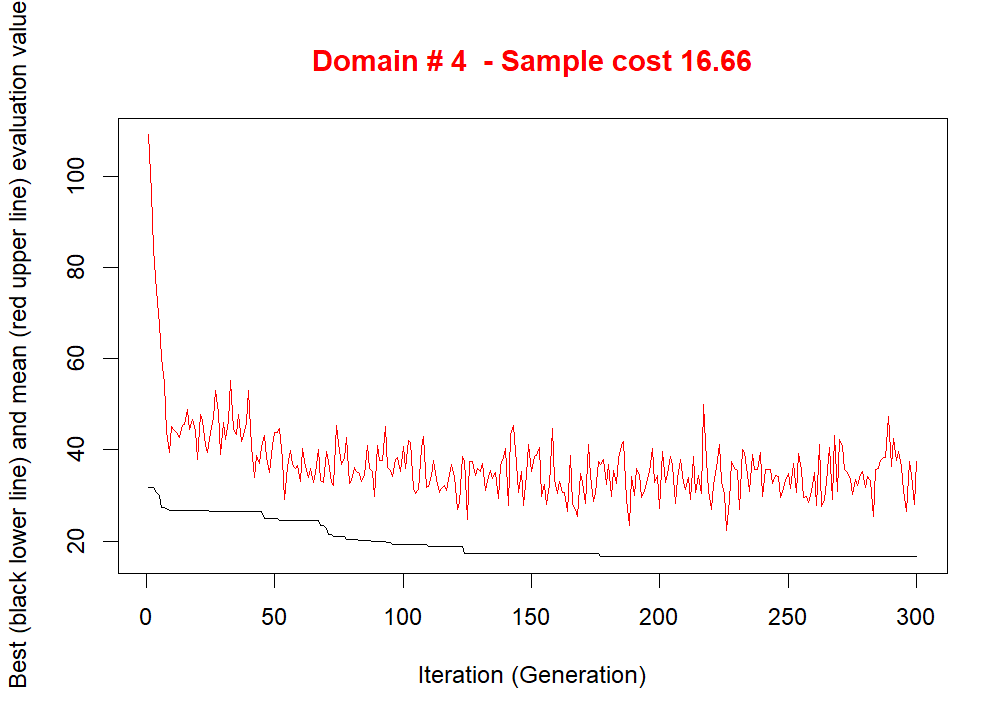 Domain # 4  - Sample cost 16.66
Best (black lower line) and mean (red upper line) evaluation value
100
80
60
40
20
0 50 100 150 200 250 300
Iteration (Generation)